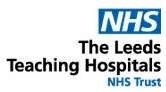 NHS
The Leeds
Teaching Hospitals
NHS Trust